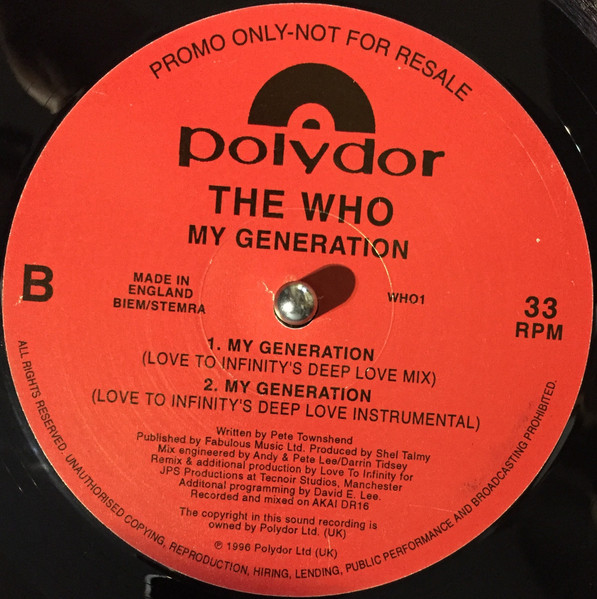 PROMO ONLY-NOT FOR RESALE
polydor
THE WHO
MY GENERATION
B
MADE IN
ENGLAND
BIEM/STEMRA
WHO1
33
RPM
1. MY GENERATION
(LOVE TO INFINITY'S DEEP LOVE MIX)
2. MY GENERATION
(LOVE TO INFINITY'S DEEP LOVE INSTRUMENTAL)
Written by Pete Townshend
Published by Fabulous Music Ltd. Produced by Shel Talmy
Mix engineered by Andy & Pete Lee/Darrin Tidsey
Remix & additional production by Love To Infinity for
JPS Productions at Tecnoir Studios, Manchester
Additonal programming by David E. Lee.
Recorded and mixed on AKAI DR16
The copyright in this sound recording is
owned by Polydor Ltd. (UK)
℗ 1996 Polydor Ltd (UK)
ALL RIGHTS RESERVED. UNAUTHORISED COPYING, REPRODUCTION, HIRING, LENDING, PUBLIC PERFORMANCE AND BROADCASTING PROHIBITED.